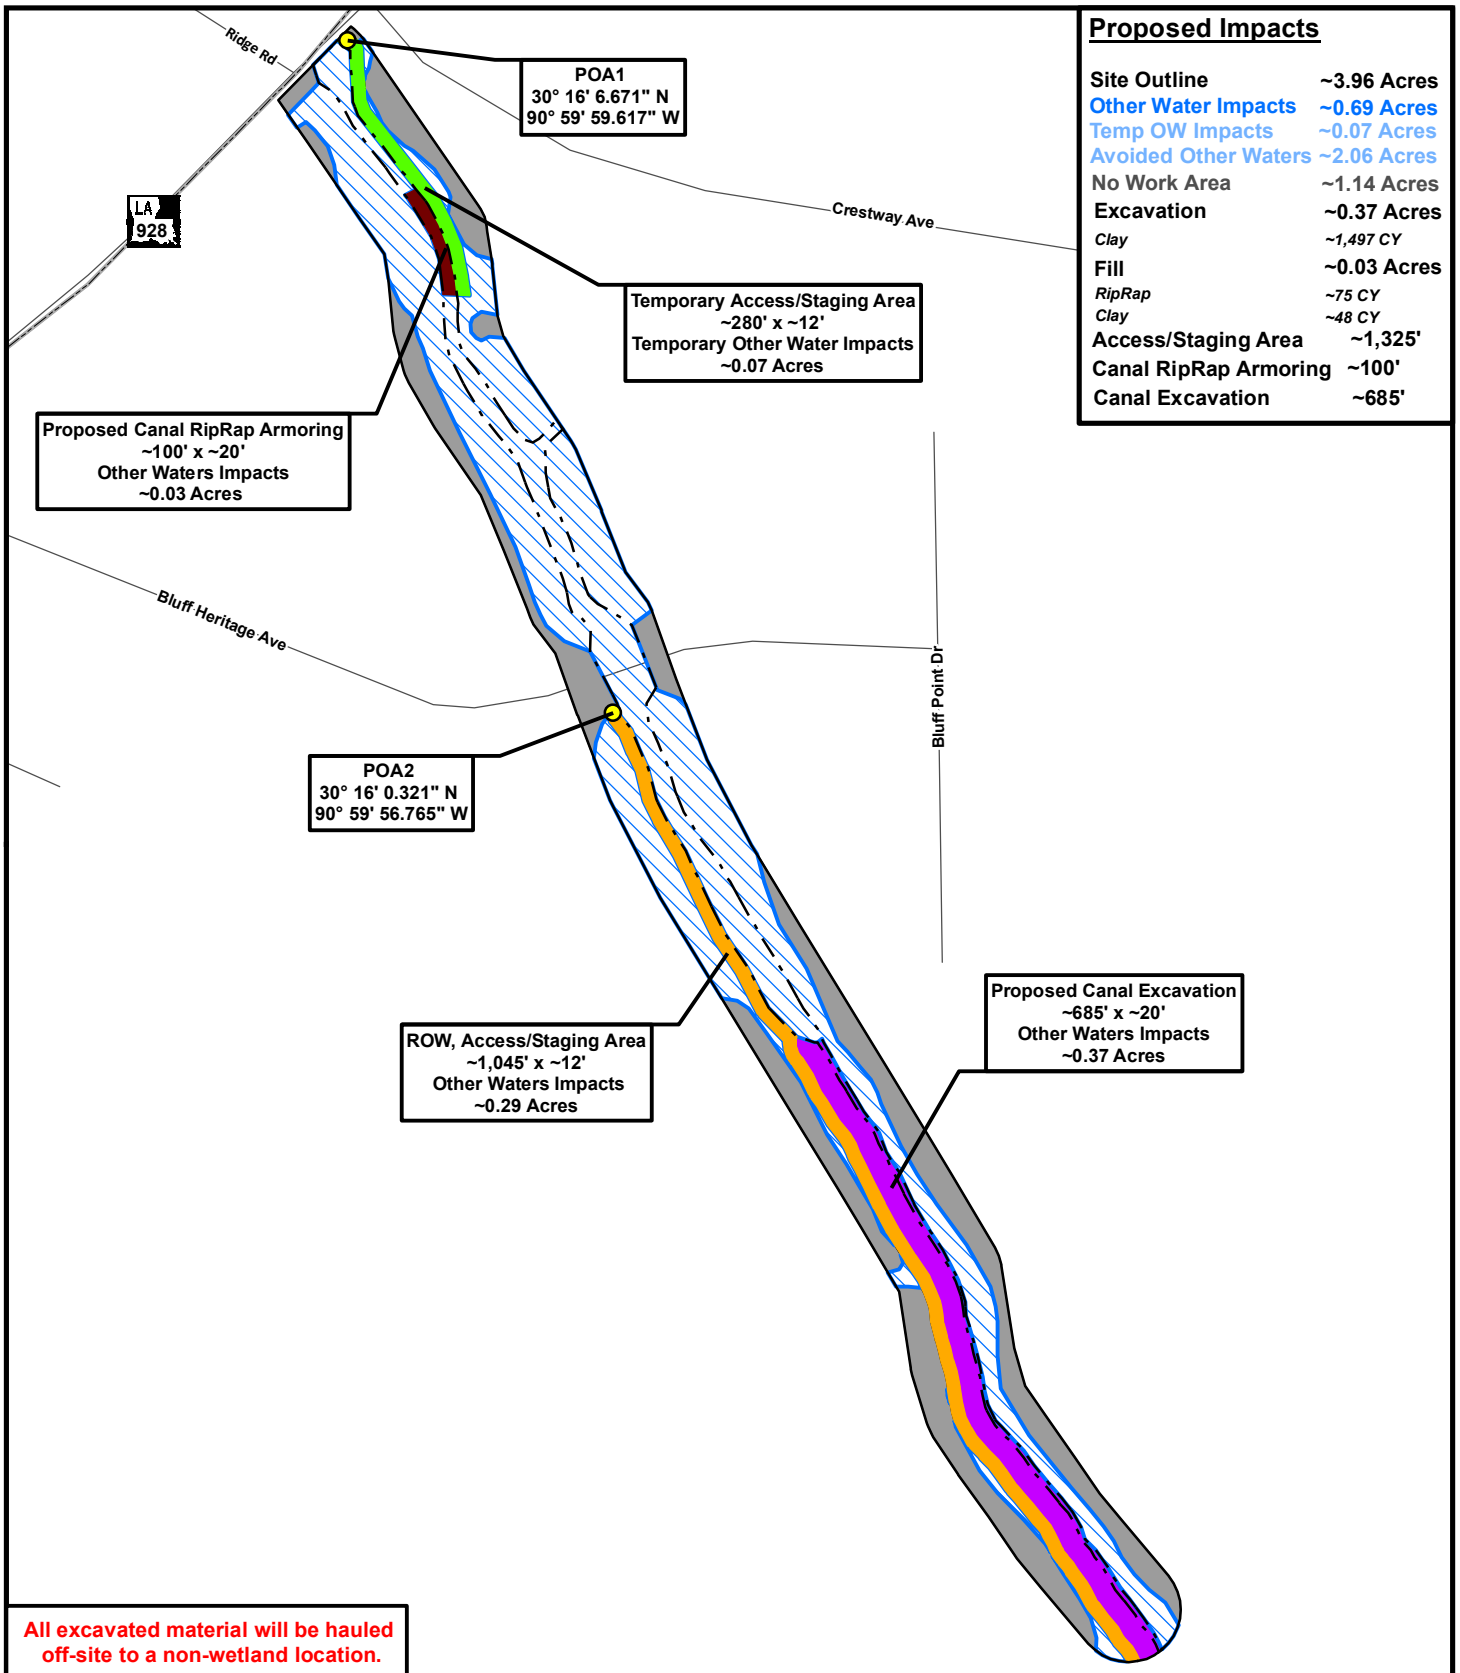 Proposed Impacts
Site Outline ~3.96 Acres
Other Water Impacts ~0.69 Acres
Temp OW Impacts ~0.07 Acres
Avoided Other Waters ~2.06 Acres
No Work Area ~1.14 Acres
Excavation ~0.37 Acres
Clay ~1,497 CY
Fill ~0.03 Acres
RipRap ~75 CY
Clay ~48 CY
Access/Staging Area ~1,325'
Canal RipRap Armoring ~100'
Canal Excavation ~685'
Ridge Rd
POA1
30° 16' 6.671" N
90° 59' 59.617" W
LA
928
Crestway Ave
Temporary Access/Staging Area
~280' x ~12'
Temporary Other Water Impacts
~0.07 Acres
Proposed Canal RipRap Armoring
~100' x ~20'
Other Waters Impacts
~0.03 Acres
Bluff Heritage Ave
Bluff Point Dr
POA2
30° 16' 0.321" N
90° 59' 56.765" W
Proposed Canal Excavation
~685' x ~20'
Other Waters Impacts
~0.37 Acres
ROW, Access/Staging Area
~1,045' x ~12'
Other Waters Impacts
~0.29 Acres
All excavated material will be hauled
off-site to a non-wetland location.